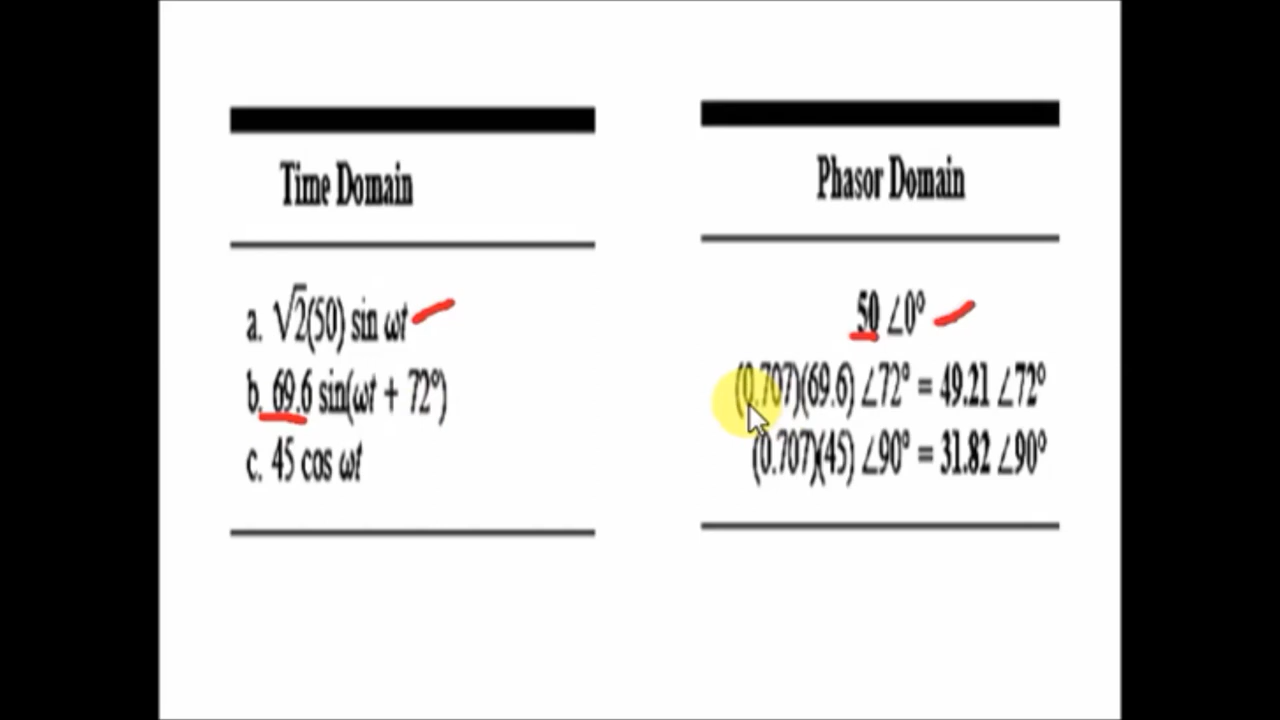 Time Domain
a. √2(50) sin ωt
b. 69.6 sin(ωt + 72°)
c. 45 cos ωt
Phasor Domain
50 ∠0°
(0.707)(69.6) ∠72° = 49.21 ∠72°
(0.707)(45) ∠90° = 31.82 ∠90°